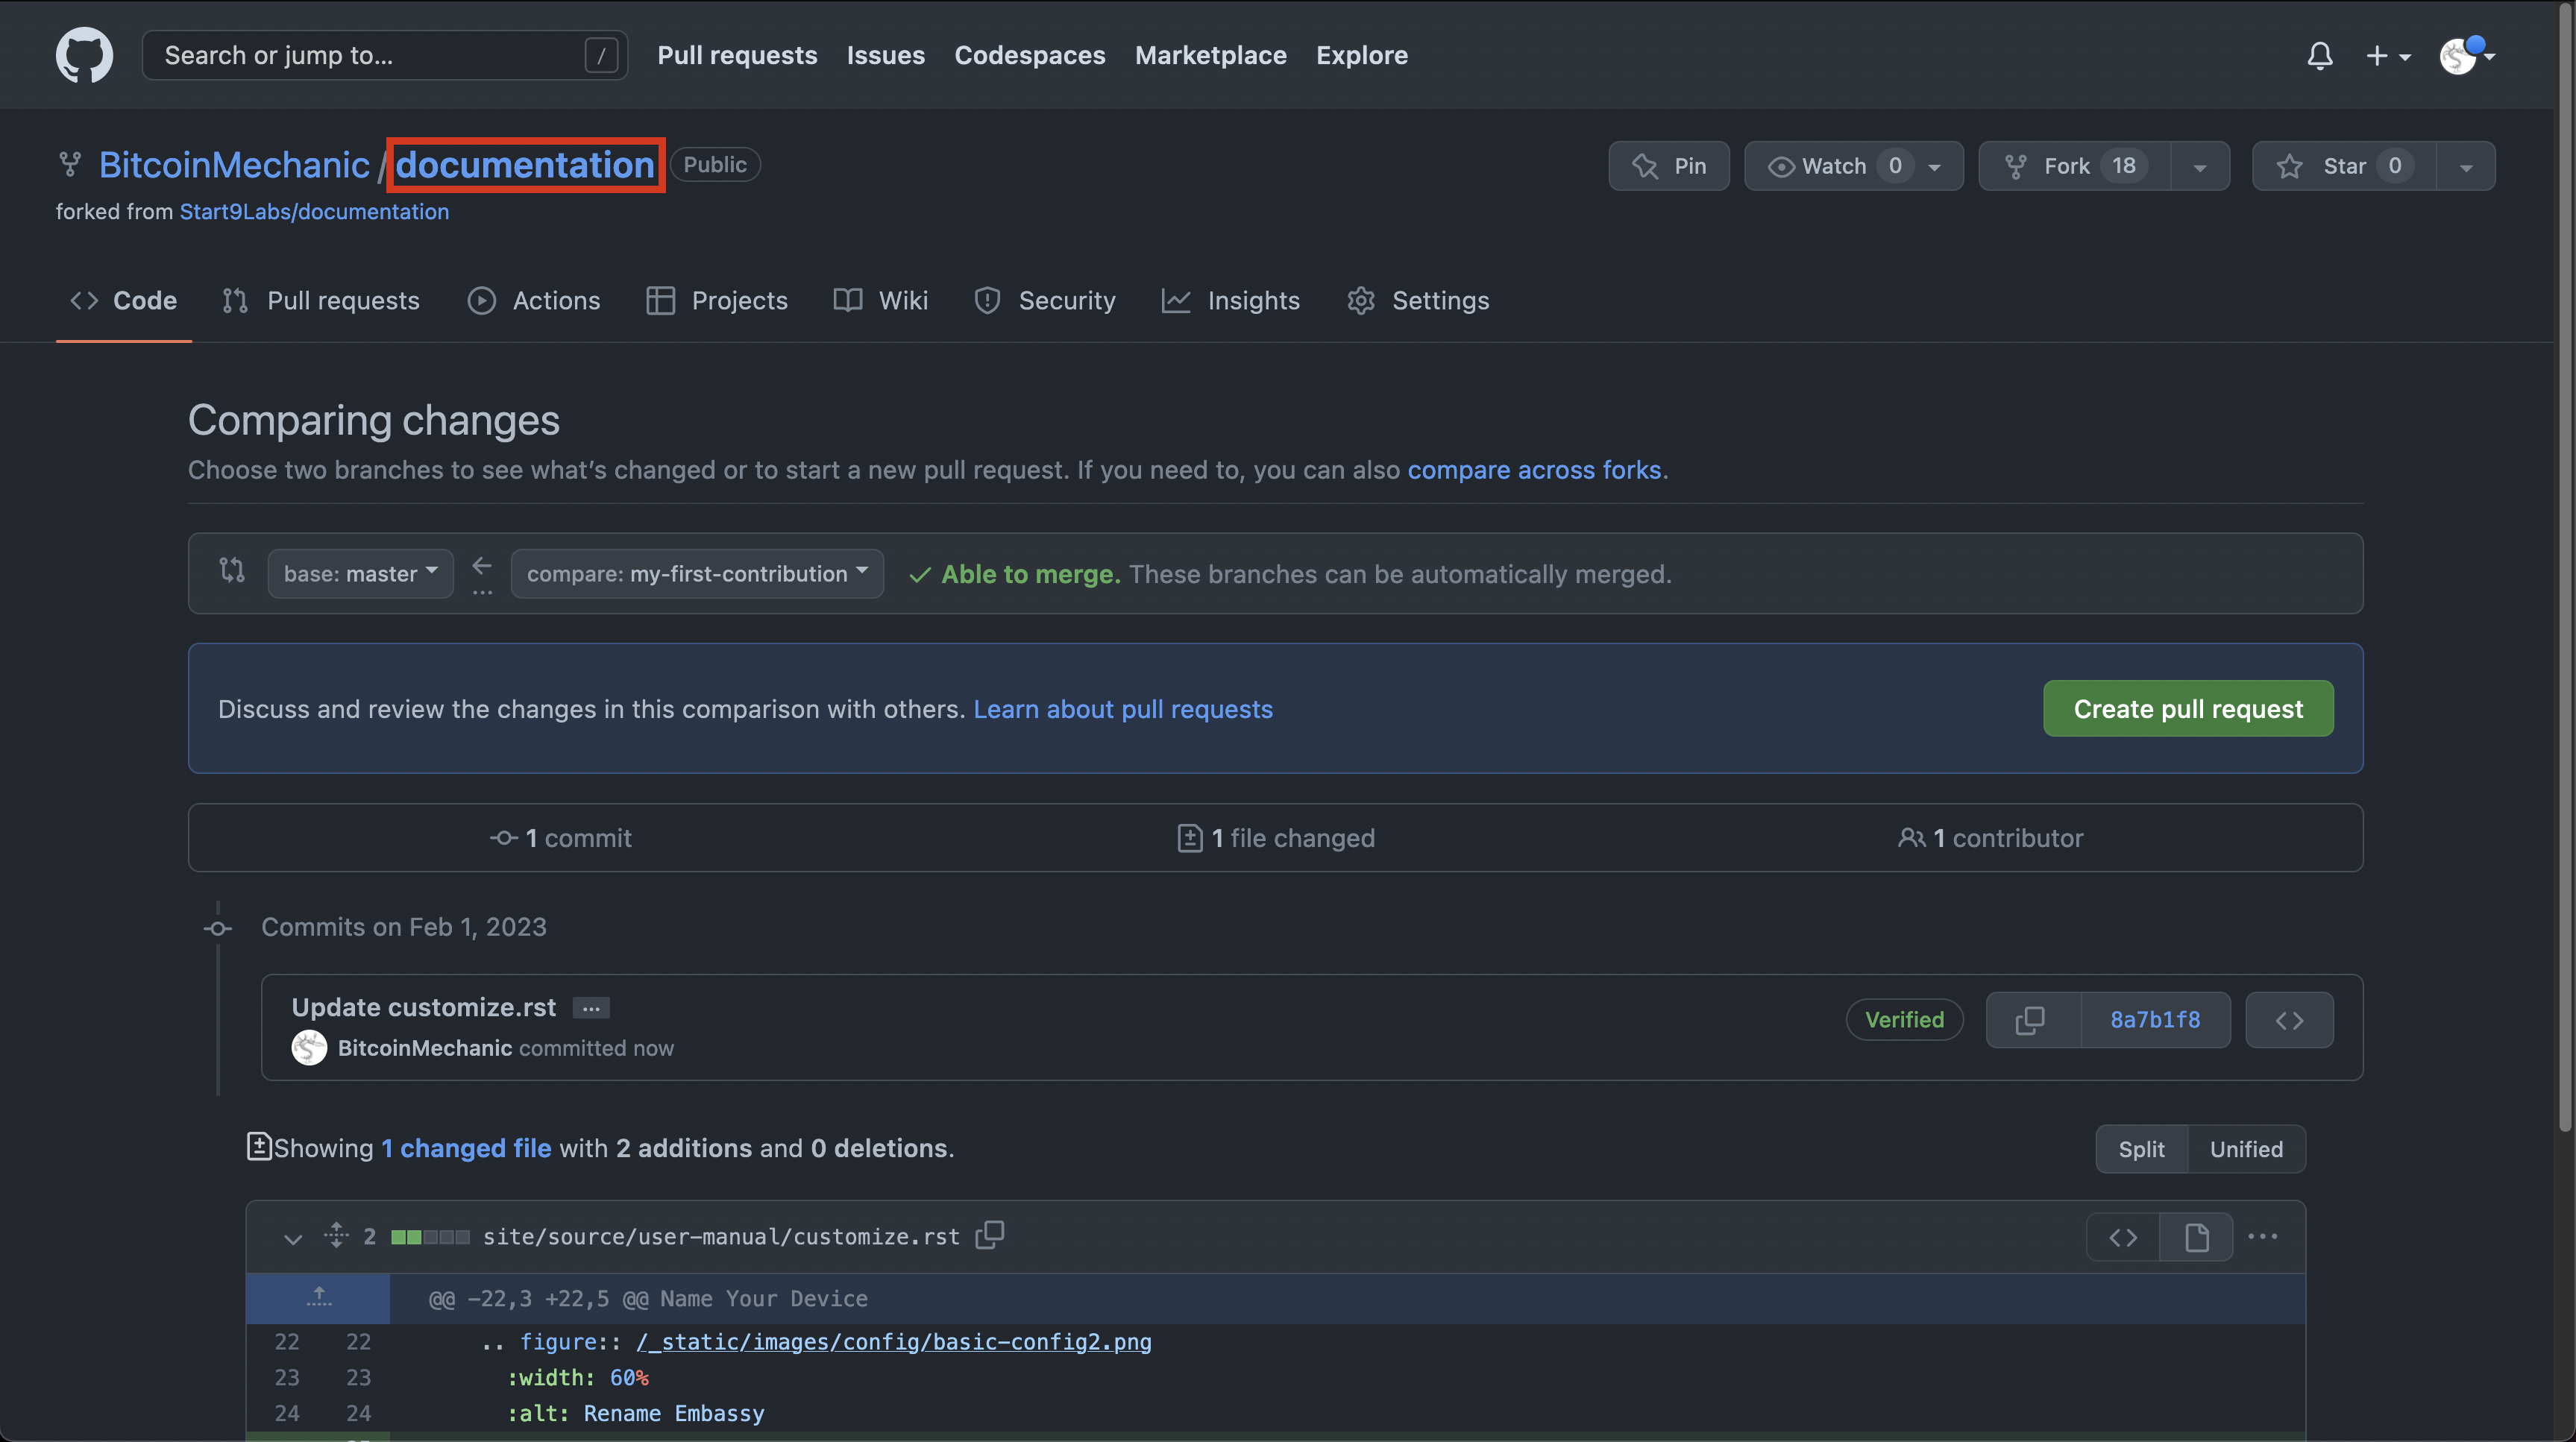 Search or jump to... / Pull requests Issues Codespaces Marketplace Explore
BitcoinMechanic / documentation Public Pin Watch 0 Fork 18 Star 0
forked from Start9Labs/documentation
Code Pull requests Actions Projects Wiki Security Insights Settings
Comparing changes
Choose two branches to see what’s changed or to start a new pull request. If you need to, you can also compare across forks.
base: master ... compare: my-first-contribution Able to merge. These branches can be automatically merged.
Discuss and review the changes in this comparison with others. Learn about pull requests Create pull request
1 commit 1 file changed 1 contributor
Commits on Feb 1, 2023
Update customize.rst ...
BitcoinMechanic committed now Verified 8a7b1f8
Showing 1 changed file with 2 additions and 0 deletions. Split Unified
2 site/source/user-manual/customize.rst
@@ -22,3 +22,5 @@ Name Your Device
22 22 .. figure:: /_static/images/config/basic-config2.png
23 23 :width: 60%
24 24 :alt: Rename Embassy